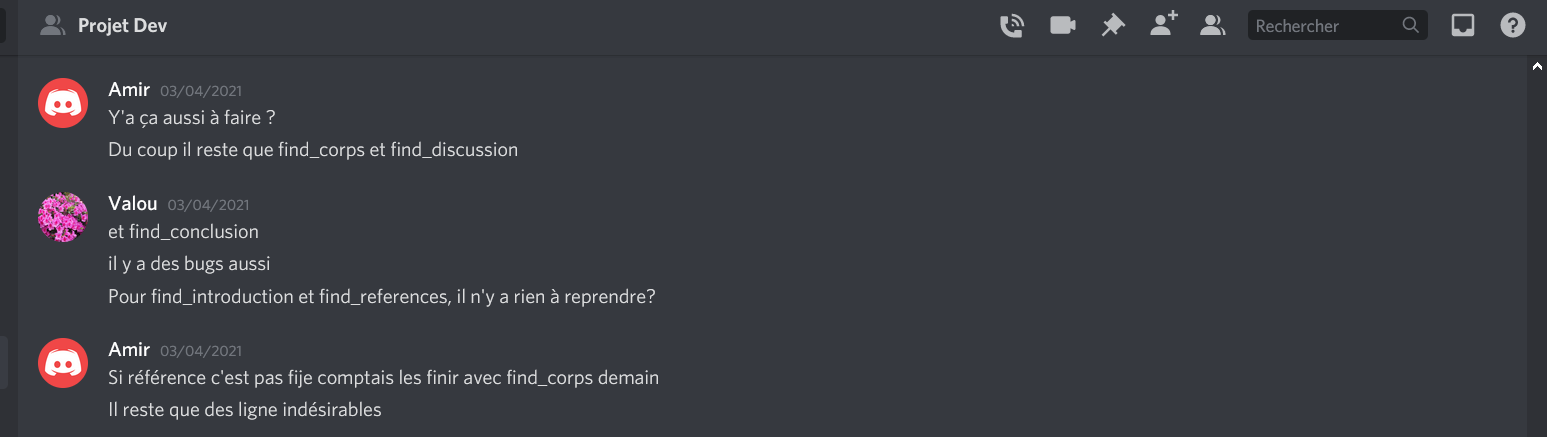 Projet Dev
Rechercher
Amir 03/04/2021
Y'a ça aussi à faire ?
Du coup il reste que find_corps et find_discussion
Valou 03/04/2021
et find_conclusion
il y a des bugs aussi
Pour find_introduction et find_references, il n'y a rien à reprendre?
Amir 03/04/2021
Si référence c'est pas fije comptais les finir avec find_corps demain
Il reste que des ligne indésirables